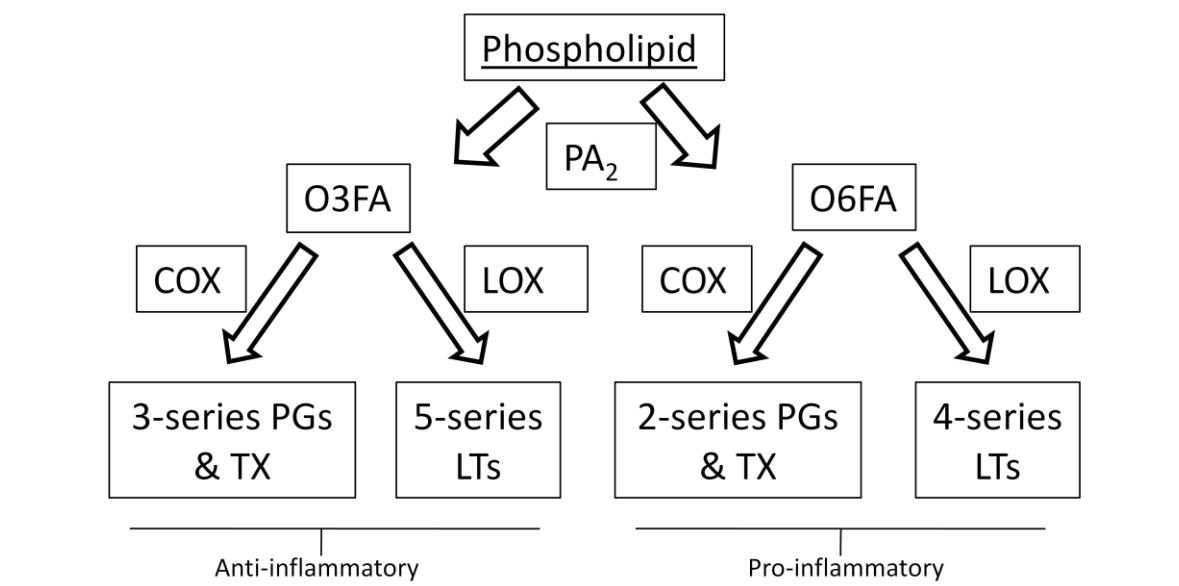 Phospholipid
PA₂
O3FA
O6FA
COX
LOX
COX
LOX
3-series PGs
& TX
5-series
LTs
2-series PGs
& TX
4-series
LTs
Anti-inflammatory
Pro-inflammatory